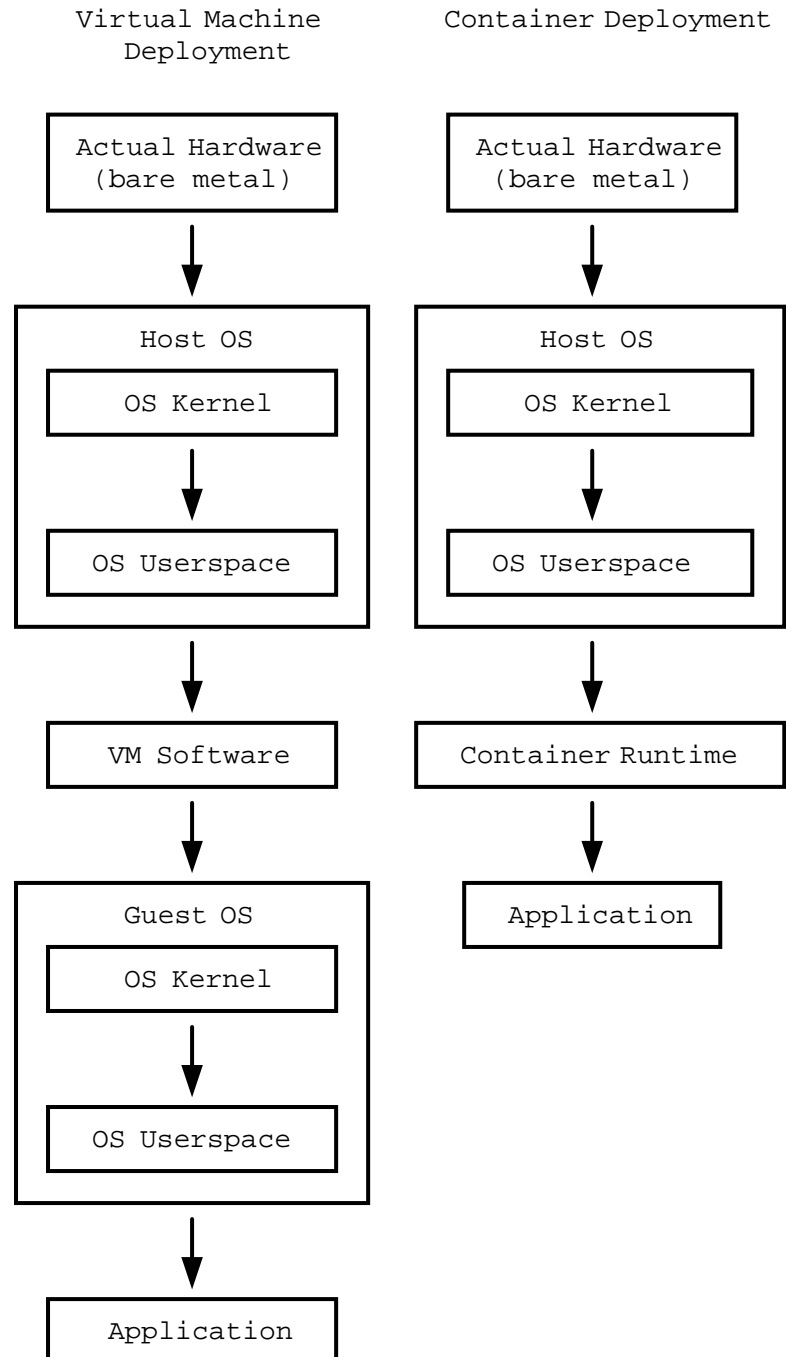 Virtual Machine
Deployment
Actual Hardware
(bare metal)
Host OS
OS Kernel
OS Userspace
VM Software
Guest OS
OS Kernel
OS Userspace
Application
Container Deployment
Actual Hardware
(bare metal)
Host OS
OS Kernel
OS Userspace
Container Runtime
Application